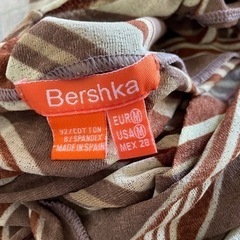 Bershka
92/COTTON
8/SPANDEX
MADE IN SPAIN
EUR M
USA M
MEX 28